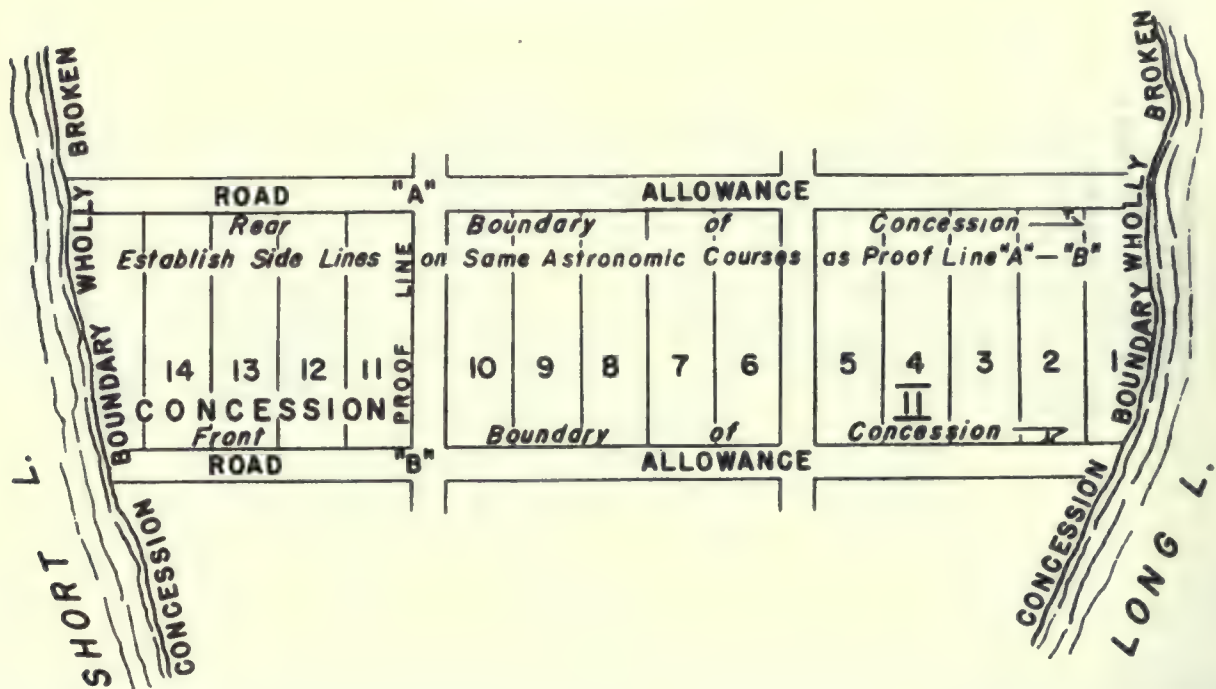 BOUNDARY WHOLLY BROKEN
BOUNDARY WHOLLY BROKEN
ROAD "A" ALLOWANCE
Rear Boundary of Concession
Establish Side Lines on Same Astronomic Courses as Proof Line "A"—"B"
PROOF LINE
14 13 12 11 10 9 8 7 6 5 4 3 2 1
II
CONCESSION
Front Boundary of Concession
ROAD "B" ALLOWANCE
CONCESSION
CONCESSION
SHORT L.
LONG L.